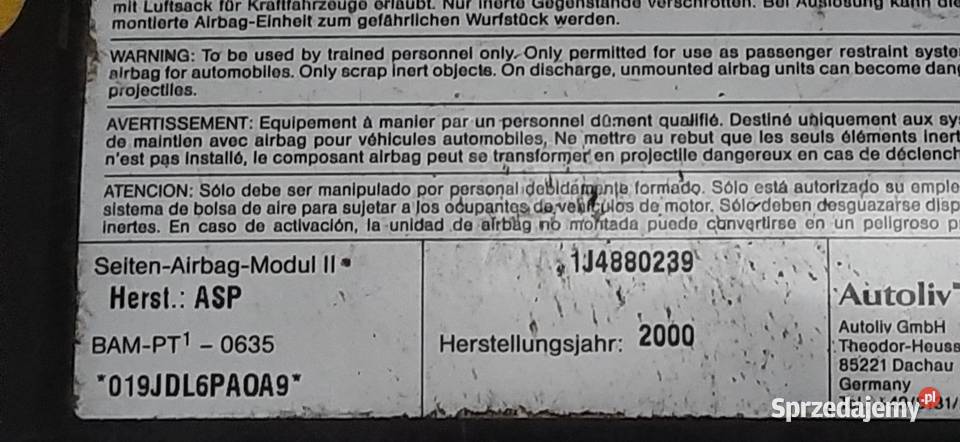 mit Luftsack für Kraftfahrzeuge erlaubt. Nur inerte Gegenstände verschrotten. Bei Auslösung kann die
montierte Airbag-Einheit zum gefährlichen Wurfstück werden.
WARNING: To be used by trained personnel only. Only permitted for use as passenger restraint syste
airbag for automobiles. Only scrap inert objects. On discharge, unmounted airbag units can become dang
projectiles.
AVERTISSEMENT: Equipement à manier par un personnel dûment qualifié. Destiné uniquement aux sy
de maintien avec airbag pour véhicules automobiles, Ne mettre au rebut que les seuls éléments inert
n'est pas installé, le composant airbag peut se transformer en projectile dangereux en cas de déclench
ATENCION: Sólo debe ser manipulado por personal debidamente formado. Sólo está autorizado su emple
sistema de bolsa de aire para sujetar a los ocupantes de vehículos de motor. Sólo deben desguazarse disp
inertes. En caso de activación, la unidad de airbag no montada puede convertirse en un peligroso p
Seiten-Airbag-Modul II
Herst.: ASP
BAM-PT1 – 0635
*019JDL6PAOA9*
1J4880239
Herstellungsjahr: 2000
Autoliv
Autoliv GmbH
Theodor-Heuss
85221 Dachau
Germany
Sprzedajemy.pl